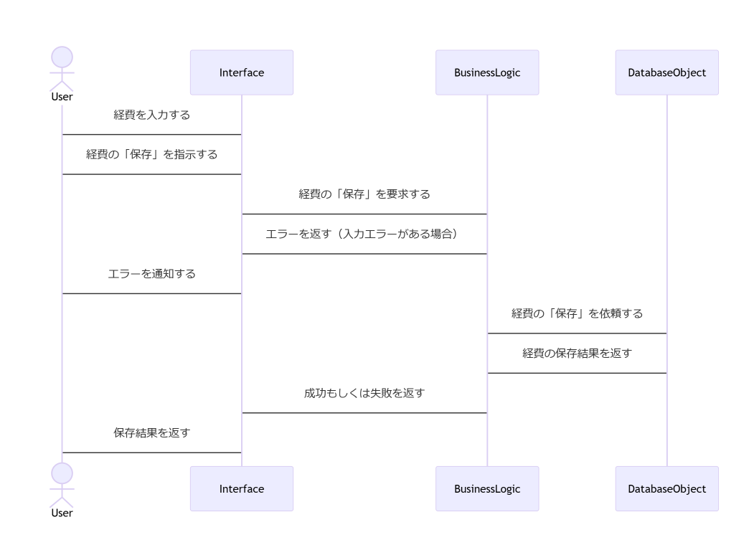 User
Interface
BusinessLogic
DatabaseObject
経費を入力する
経費の「保存」を指示する
経費の「保存」を要求する
エラーを返す（入力エラーがある場合）
エラーを通知する
経費の「保存」を依頼する
経費の保存結果を返す
成功もしくは失敗を返す
保存結果を返す
User
Interface
BusinessLogic
DatabaseObject